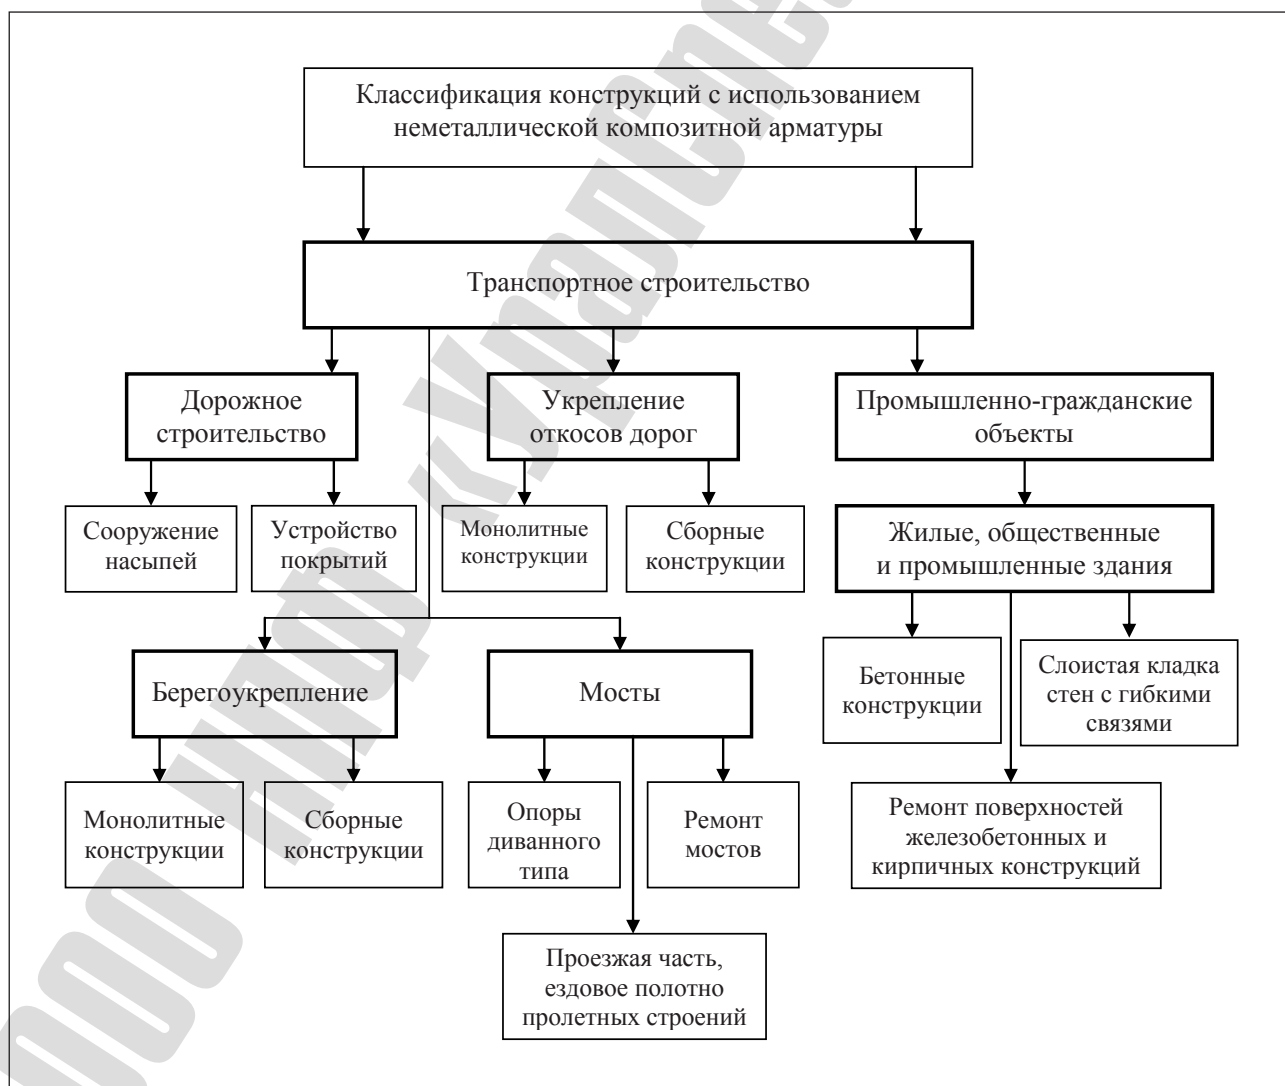 Классификация конструкций с использованием
неметаллической композитной арматуры
Транспортное строительство
Дорожное
строительство
Укрепление
откосов дорог
Промышленно-гражданские
объекты
Сооружение
насыпей
Устройство
покрытий
Монолитные
конструкции
Сборные
конструкции
Жилые, общественные
и промышленные здания
Берегоукрепление
Мосты
Бетонные
конструкции
Слоистая кладка
стен с гибкими
связями
Монолитные
конструкции
Сборные
конструкции
Опоры
диванного
типа
Ремонт
мостов
Ремонт поверхностей
железобетонных и
кирпичных конструкций
Проезжая часть,
ездовое полотно
пролетных строений